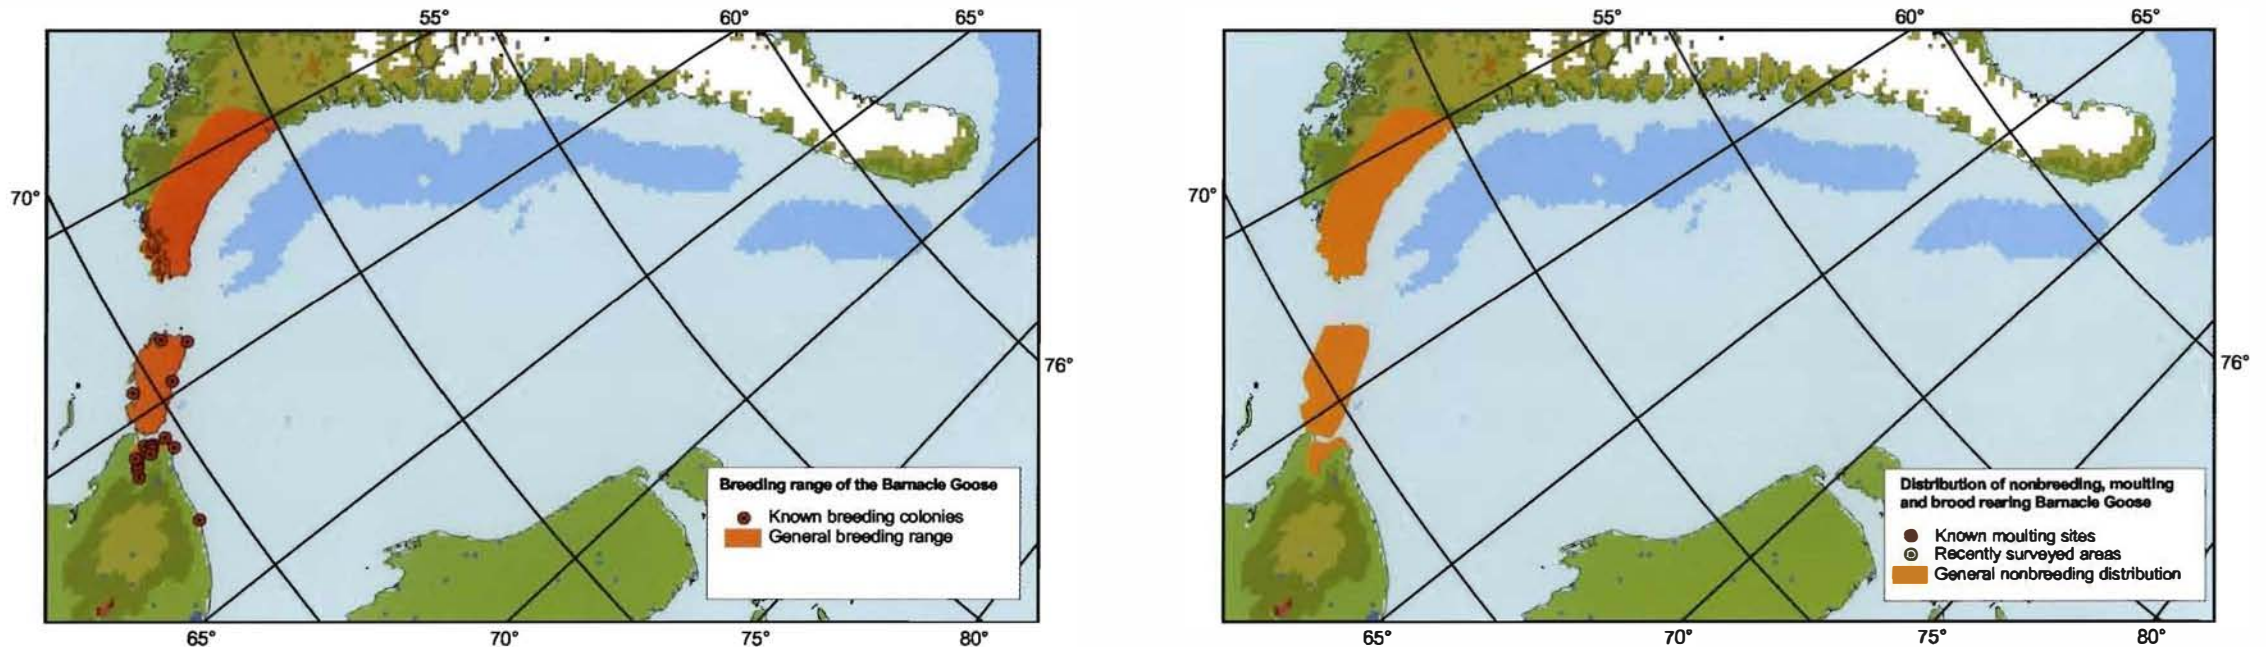 55°
60°
65°
70°
76°
Breeding range of the Barnacle Goose
Known breeding colonies
General breeding range
65°
70°
75°
80°
55°
60°
65°
70°
76°
Distribution of nonbreeding, moulting
and brood rearing Barnacle Goose
Known moulting sites
Recently surveyed areas
General nonbreeding distribution
65°
70°
75°
80°